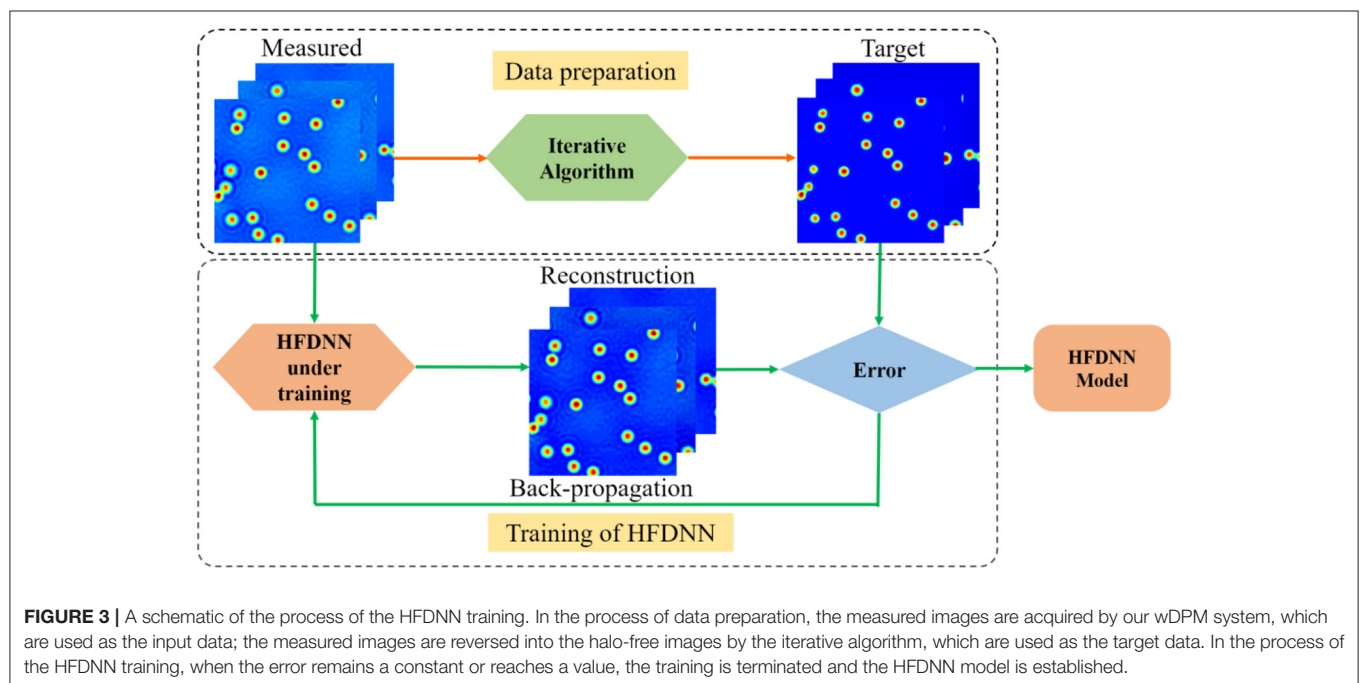 Measured
Data preparation
Target
Iterative
Algorithm
Reconstruction
HFDNN
under
training
Error
HFDNN
Model
Back-propagation
Training of HFDNN
FIGURE 3 | A schematic of the process of the HFDNN training. In the process of data preparation, the measured images are acquired by our wDPM system, which
are used as the input data; the measured images are reversed into the halo-free images by the iterative algorithm, which are used as the target data. In the process of
the HFDNN training, when the error remains a constant or reaches a value, the training is terminated and the HFDNN model is established.